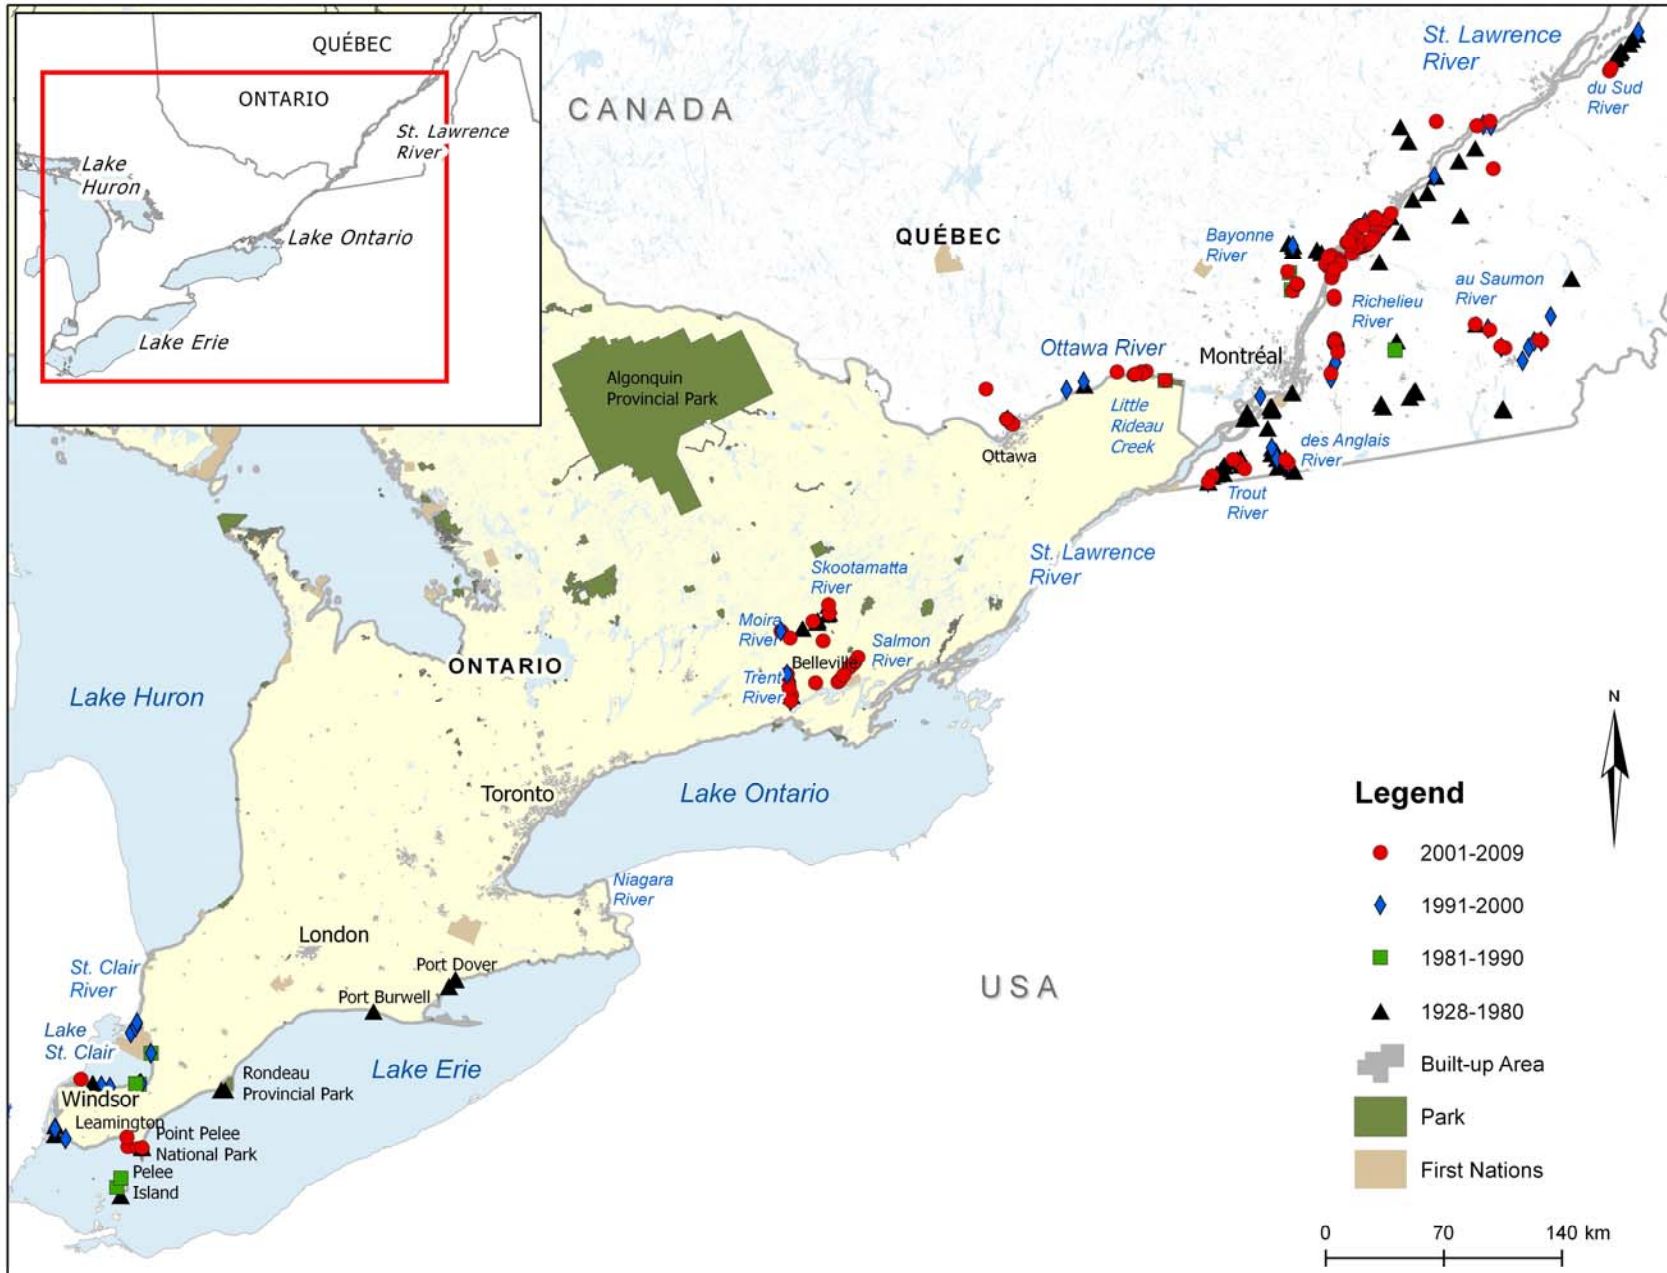 QUÉBEC
ONTARIO
St. Lawrence
River
Lake
Huron
Lake Ontario
Lake Erie
CANADA
St. Lawrence
River
du Sud
River
QUÉBEC
Bayonne
River
au Saumon
River
Richelieu
River
Ottawa River
Montréal
Algonquin
Provincial Park
Little
Rideau
Creek
Ottawa
des Anglais
River
Trout
River
St. Lawrence
River
Skootamatta
River
Moira
River
Salmon
River
Belleville
ONTARIO
Trent
River
Lake Huron
Toronto
Lake Ontario
Niagara
River
London
Port Dover
Port Burwell
St. Clair
River
Lake
St. Clair
Lake Erie
Rondeau
Provincial Park
Windsor
Leamington
Point Pelee
National Park
Pelee
Island
USA
N
Legend
2001-2009
1991-2000
1981-1990
1928-1980
Built-up Area
Park
First Nations
0 70 140 km